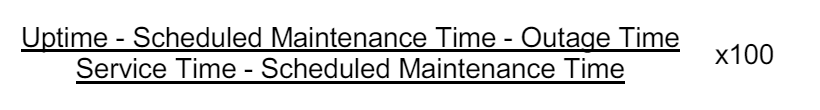 Uptime - Scheduled Maintenance Time - Outage Time
Service Time - Scheduled Maintenance Time
x100